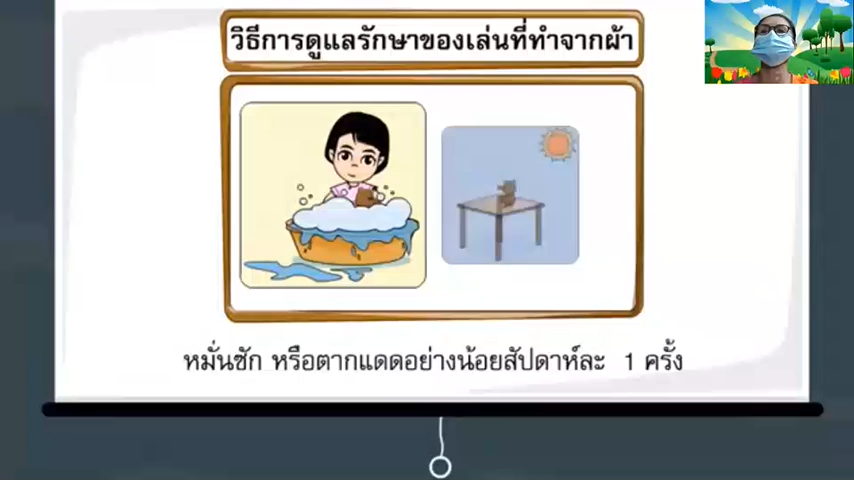 วิธีการดูแลรักษาของเล่นที่ทำจากผ้า
หมั่นซัก หรือตากแดดอย่างน้อยสัปดาห์ละ 1 ครั้ง